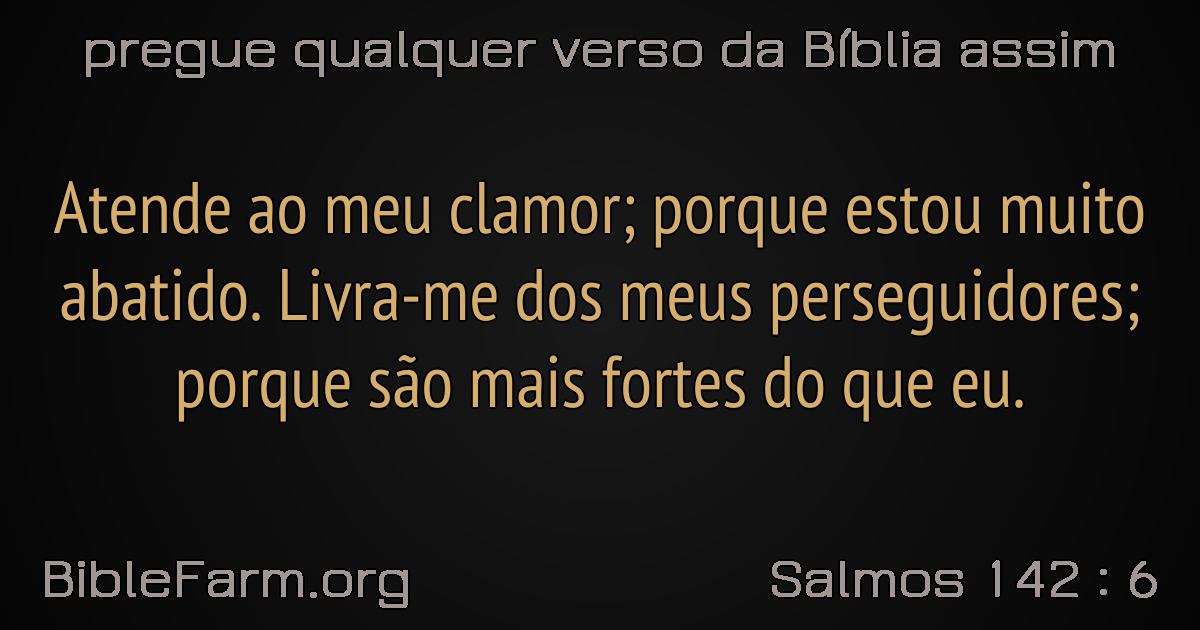 pregue qualquer verso da Bíblia assim
Atende ao meu clamor; porque estou muito
abatido. Livra-me dos meus perseguidores;
porque são mais fortes do que eu.
BibleFarm.org
Salmos 142 : 6